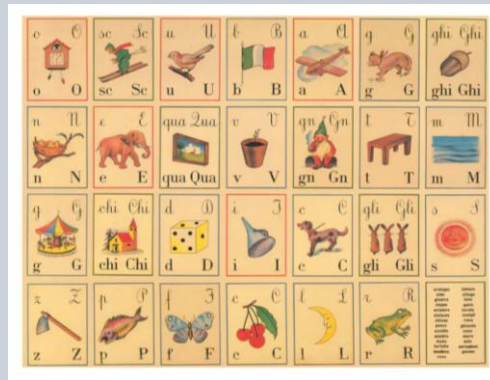 o O
o O
sc Sc
sc Sc
u U
u U
b B
b B
a A
a A
g G
g G
ghi Ghi
ghi Ghi
n N
n N
e E
e E
qua Qua
qua Qua
v V
v V
gn Gn
gn Gn
t T
t T
m M
m M
g G
g G
chi Chi
chi Chi
d D
d D
i I
i I
c C
c C
gli Gli
gli Gli
s S
s S
z Z
z Z
p P
p P
f F
f F
c C
c C
l L
l L
r R
r R